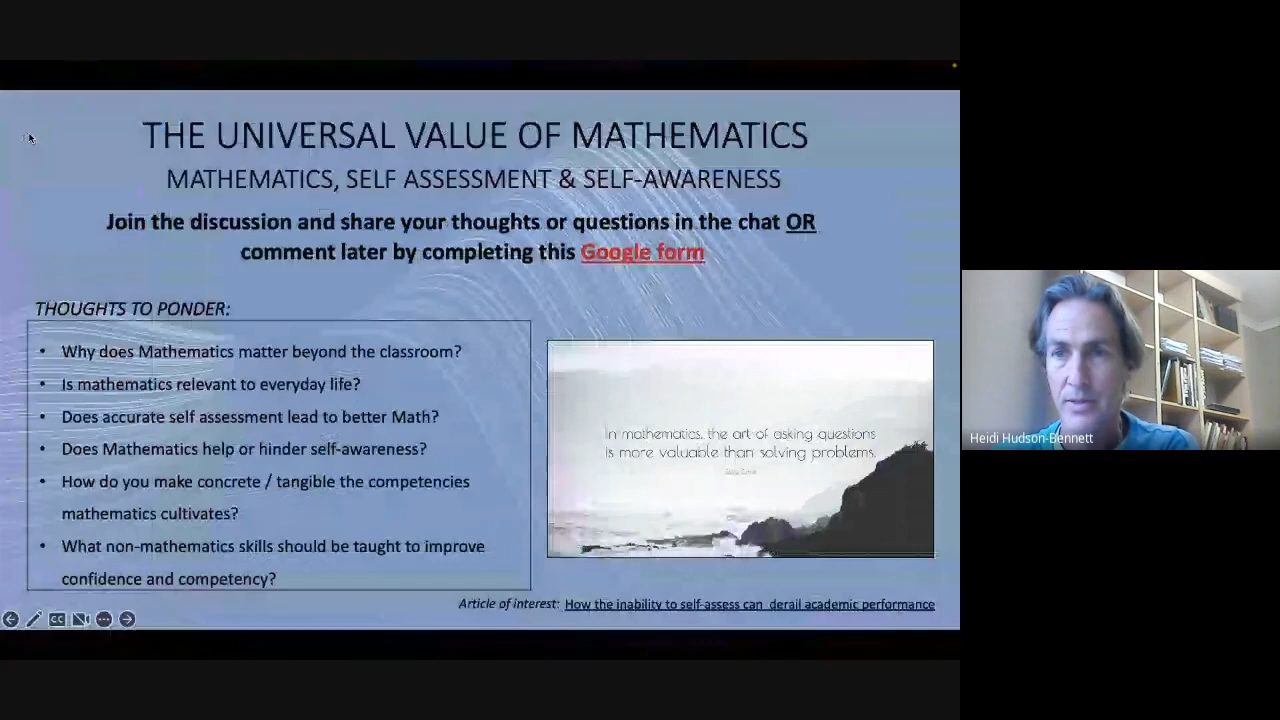 THE UNIVERSAL VALUE OF MATHEMATICS
MATHEMATICS, SELF ASSESSMENT & SELF-AWARENESS
Join the discussion and share your thoughts or questions in the chat OR
comment later by completing this Google form
THOUGHTS TO PONDER:
• Why does Mathematics matter beyond the classroom?
• Is mathematics relevant to everyday life?
• Does accurate self assessment lead to better Math?
• Does Mathematics help or hinder self-awareness?
• How do you make concrete / tangible the competencies
mathematics cultivates?
• What non-mathematics skills should be taught to improve
confidence and competency?
In mathematics, the art of asking questions
is more valuable than solving problems.
Article of interest: How the inability to self-assess can derail academic performance
CC
Heidi Hudson-Bennett